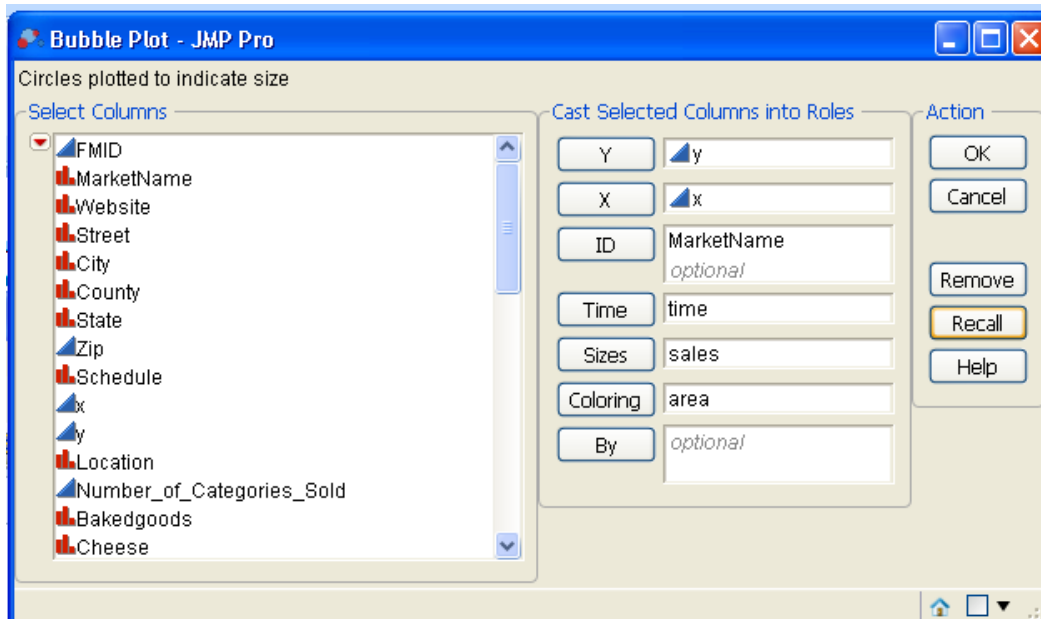 Bubble Plot - JMP Pro
Circles plotted to indicate size
Select Columns
FMID
MarketName
Website
Street
City
County
State
Zip
Schedule
x
y
Location
Number_of_Categories_Sold
Bakedgoods
Cheese
Cast Selected Columns into Roles
Y y
X x
ID MarketName
optional
Time time
Sizes sales
Coloring area
By optional
Action
OK
Cancel
Remove
Recall
Help